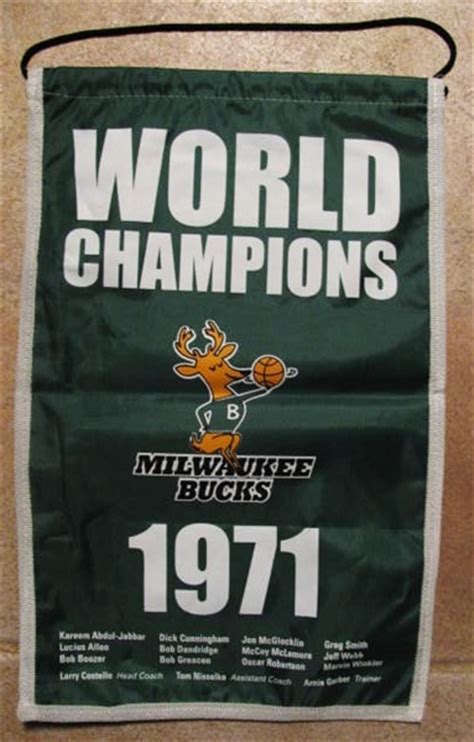 WORLD
CHAMPIONS
B
MILWAUKEE
BUCKS
1971
Kareem Abdul-Jabbar Dick Cunningham Jon McGlocklin Greg Smith
Lucius Allen Bob Dandridge McCoy McLemore Jeff Webb
Bob Boozer Bob Greacen Oscar Robertson Marvin Winkler
Larry Costello Head Coach Tom Nissalke Assistant Coach Arnie Garber Trainer